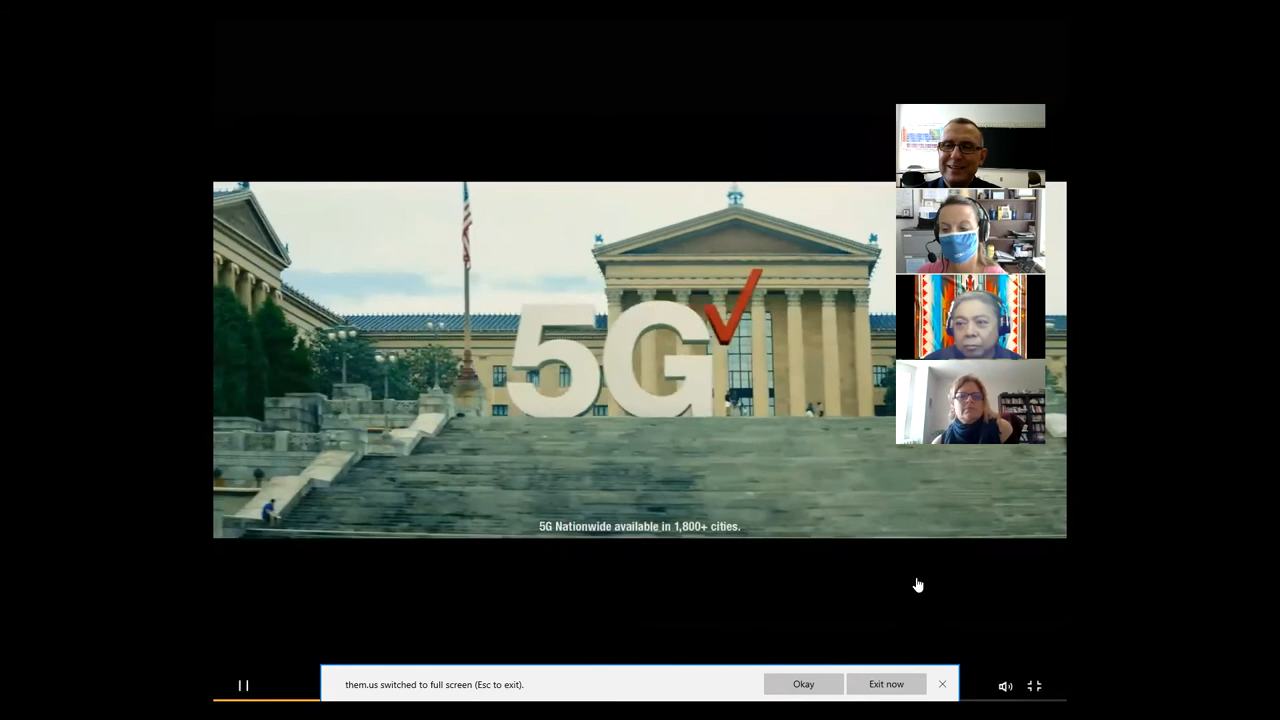 5G
5G Nationwide available in 1,800+ cities.
them.us switched to full screen (Esc to exit).
Okay
Exit now